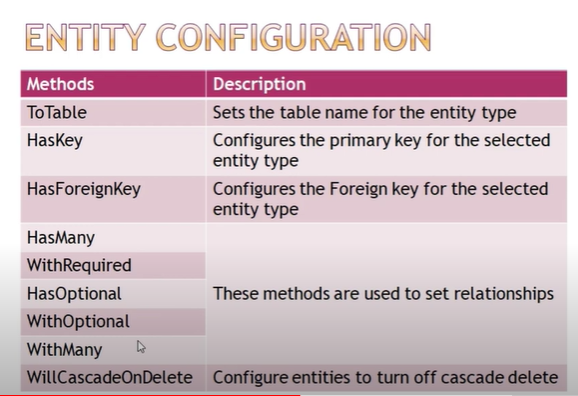 ENTITY CONFIGURATION
Methods Description
ToTable Sets the table name for the entity type
HasKey Configures the primary key for the selected
entity type
HasForeignKey Configures the Foreign key for the selected
entity type
HasMany
WithRequired
HasOptional These methods are used to set relationships
WithOptional
WithMany
WillCascadeOnDelete Configure entities to turn off cascade delete